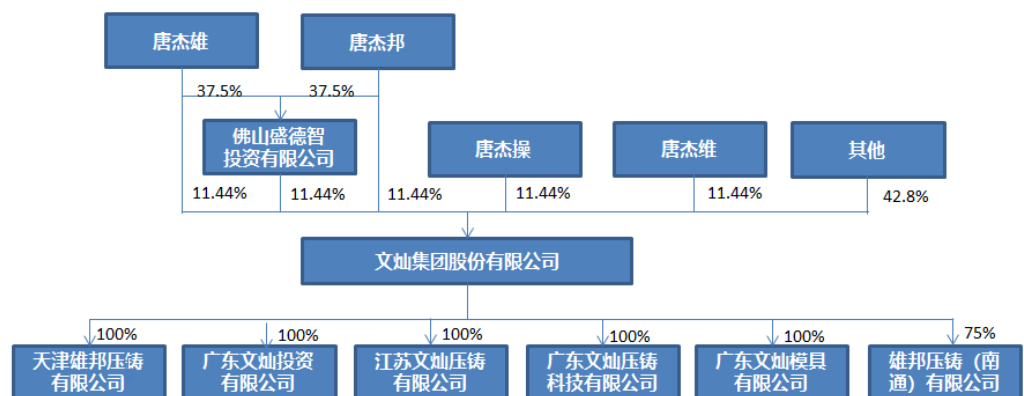 唐杰雄
唐杰邦
37.5%
37.5%
佛山盛德智
投资有限公司
唐杰操
唐杰维
其他
11.44%
11.44%
11.44%
11.44%
11.44%
42.8%
文灿集团股份有限公司
100%
100%
100%
100%
100%
75%
天津雄邦压铸
有限公司
广东文灿投资
有限公司
江苏文灿压铸
有限公司
广东文灿压铸
科技有限公司
广东文灿模具
有限公司
雄邦压铸（南
通）有限公司